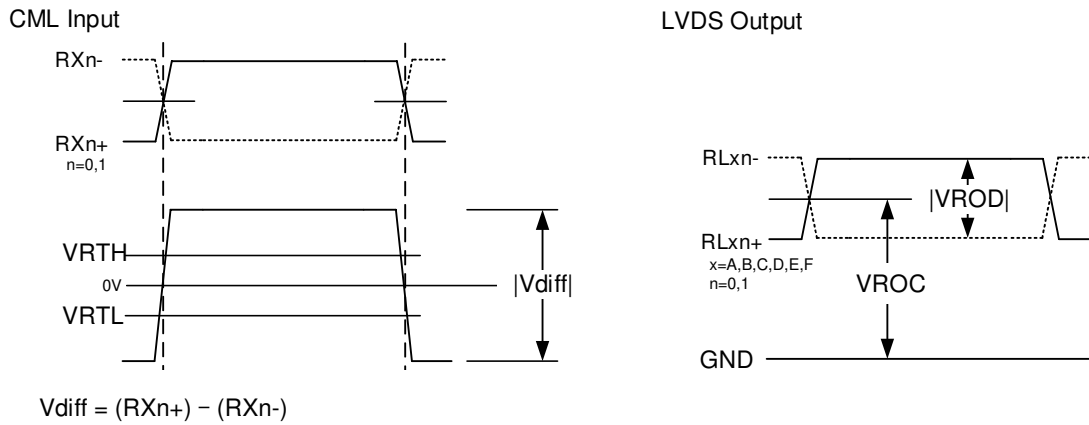 CML Input
RXn-
RXn+
n=0,1
VRTH
0V
VRTL
|Vdiff|
Vdiff = (RXn+) − (RXn-)
LVDS Output
RLxn-
|VROD|
RLxn+
x=A,B,C,D,E,F
n=0,1
VROC
GND